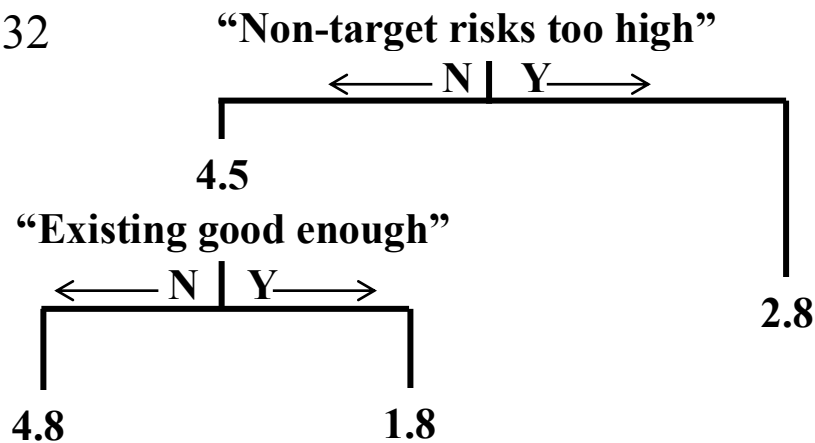 32
“Non-target risks too high”
N Y
4.5
“Existing good enough”
N Y
2.8
4.8 1.8